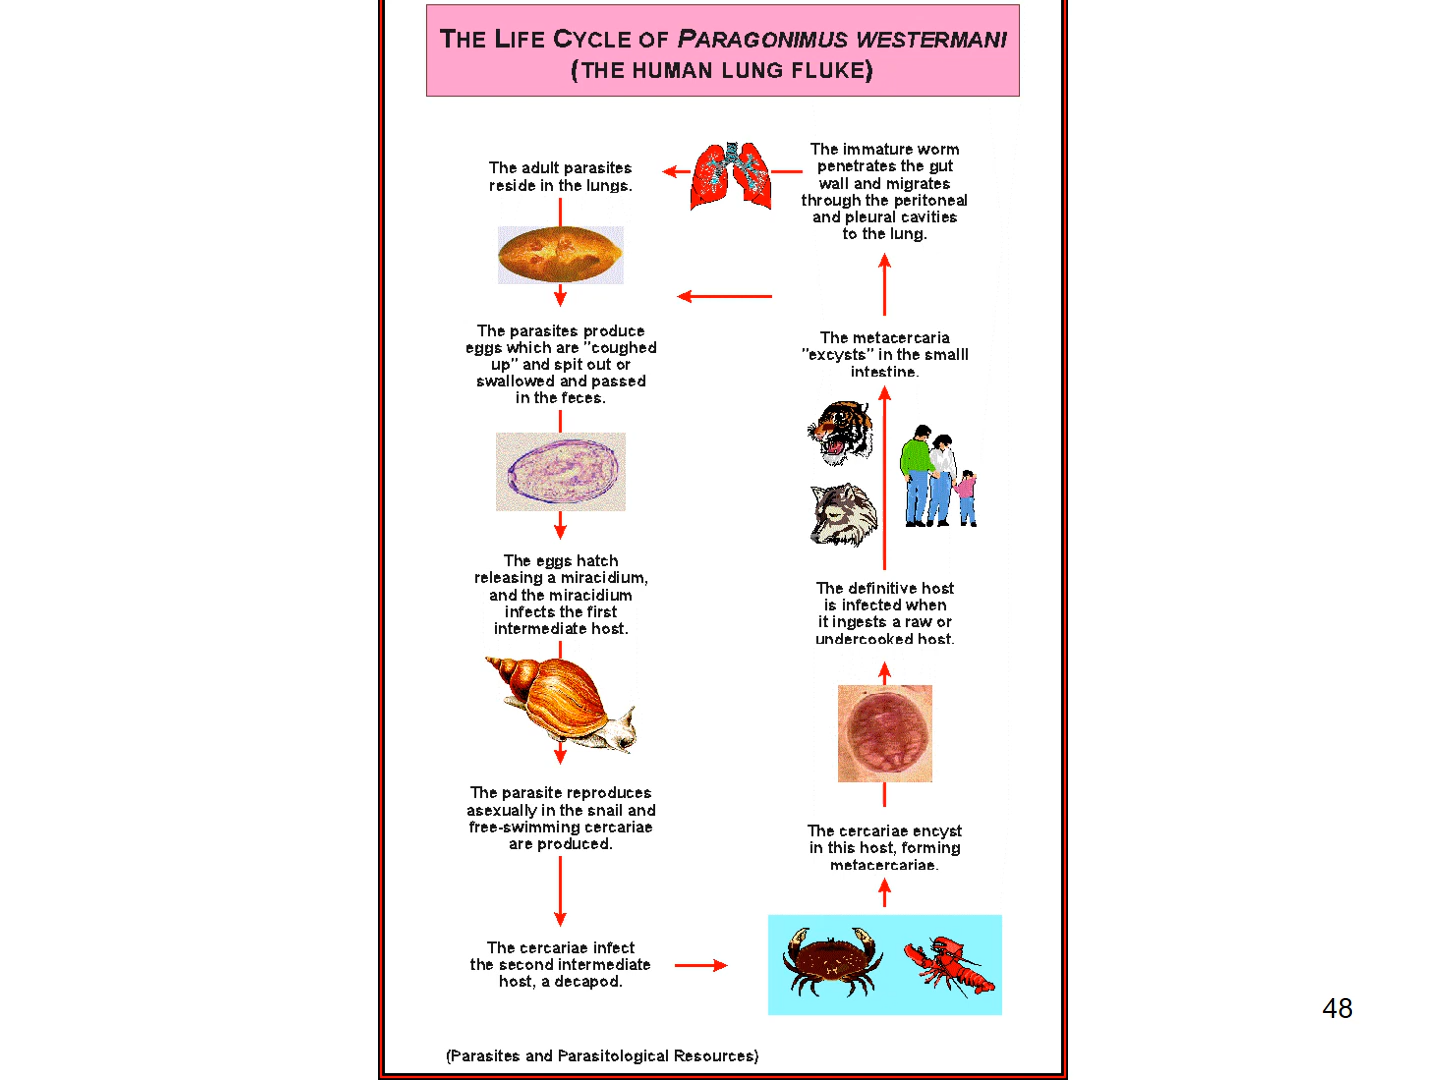 THE LIFE CYCLE OF PARAGONIMUS WESTERMANI
(THE HUMAN LUNG FLUKE)
The adult parasites
reside in the lungs.
The parasites produce
eggs which are "coughed
up" and spit out or
swallowed and passed
in the feces.
The eggs hatch
releasing a miracidium,
and the miracidium
infects the first
intermediate host.
The parasite reproduces
asexually in the snail and
free-swimming cercariae
are produced.
The cercariae infect
the second intermediate
host, a decapod.
The cercariae encyst
in this host, forming
metacercariae.
The definitive host
is infected when
it ingests a raw or
undercooked host.
The metacercaria
"excysts" in the smalll
intestine.
The immature worm
penetrates the gut
wall and migrates
through the peritoneal
and pleural cavities
to the lung.
(Parasites and Parasitological Resources)
48